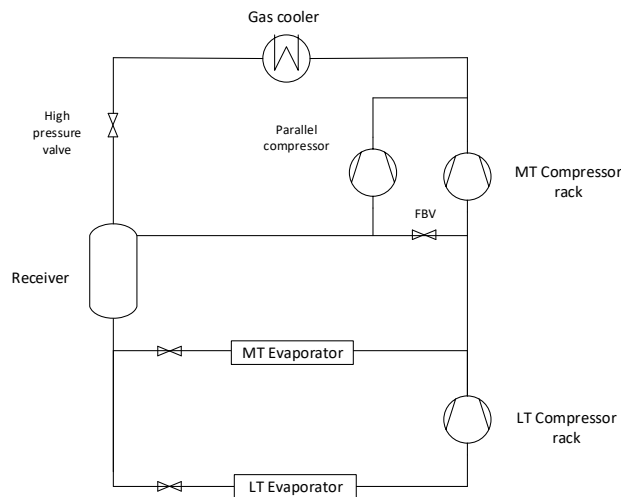 Gas cooler
High
pressure
valve
Parallel
compressor
MT Compressor
rack
FBV
Receiver
MT Evaporator
LT Compressor
rack
LT Evaporator